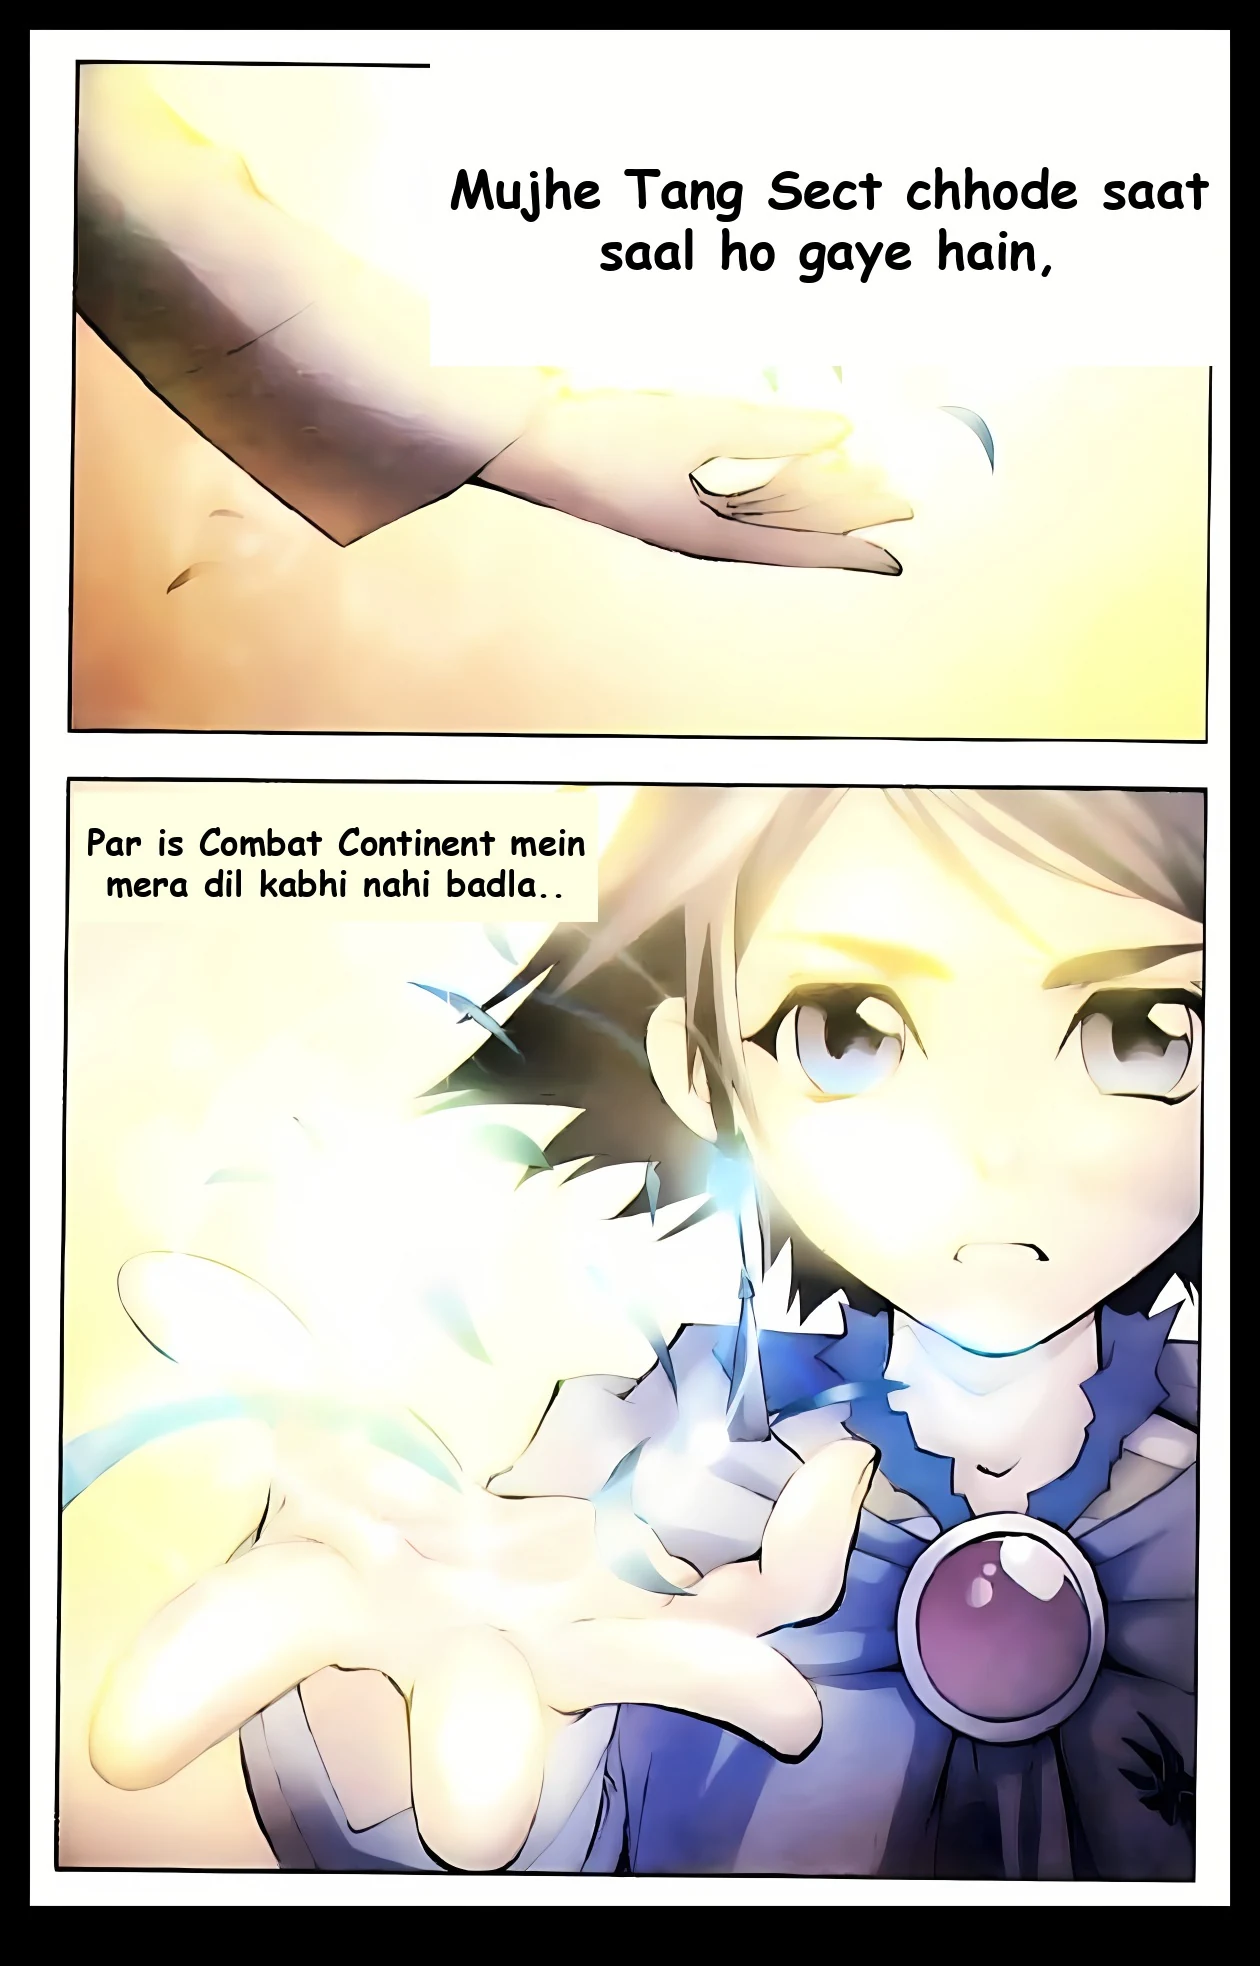 Mujhe Tang Sect chhode saat
saal ho gaye hain,
Par is Combat Continent mein
mera dil kabhi nahi badla..